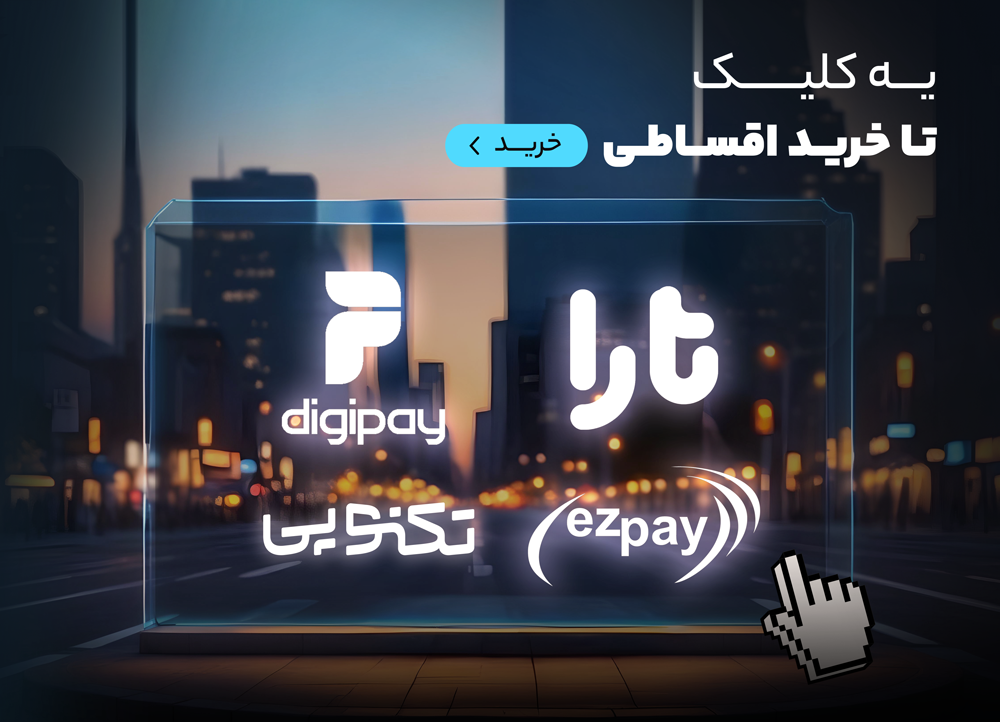 یه کلیک
تا خرید اقساطی
خرید
تارا
digipay
تکنوپی
ezpay